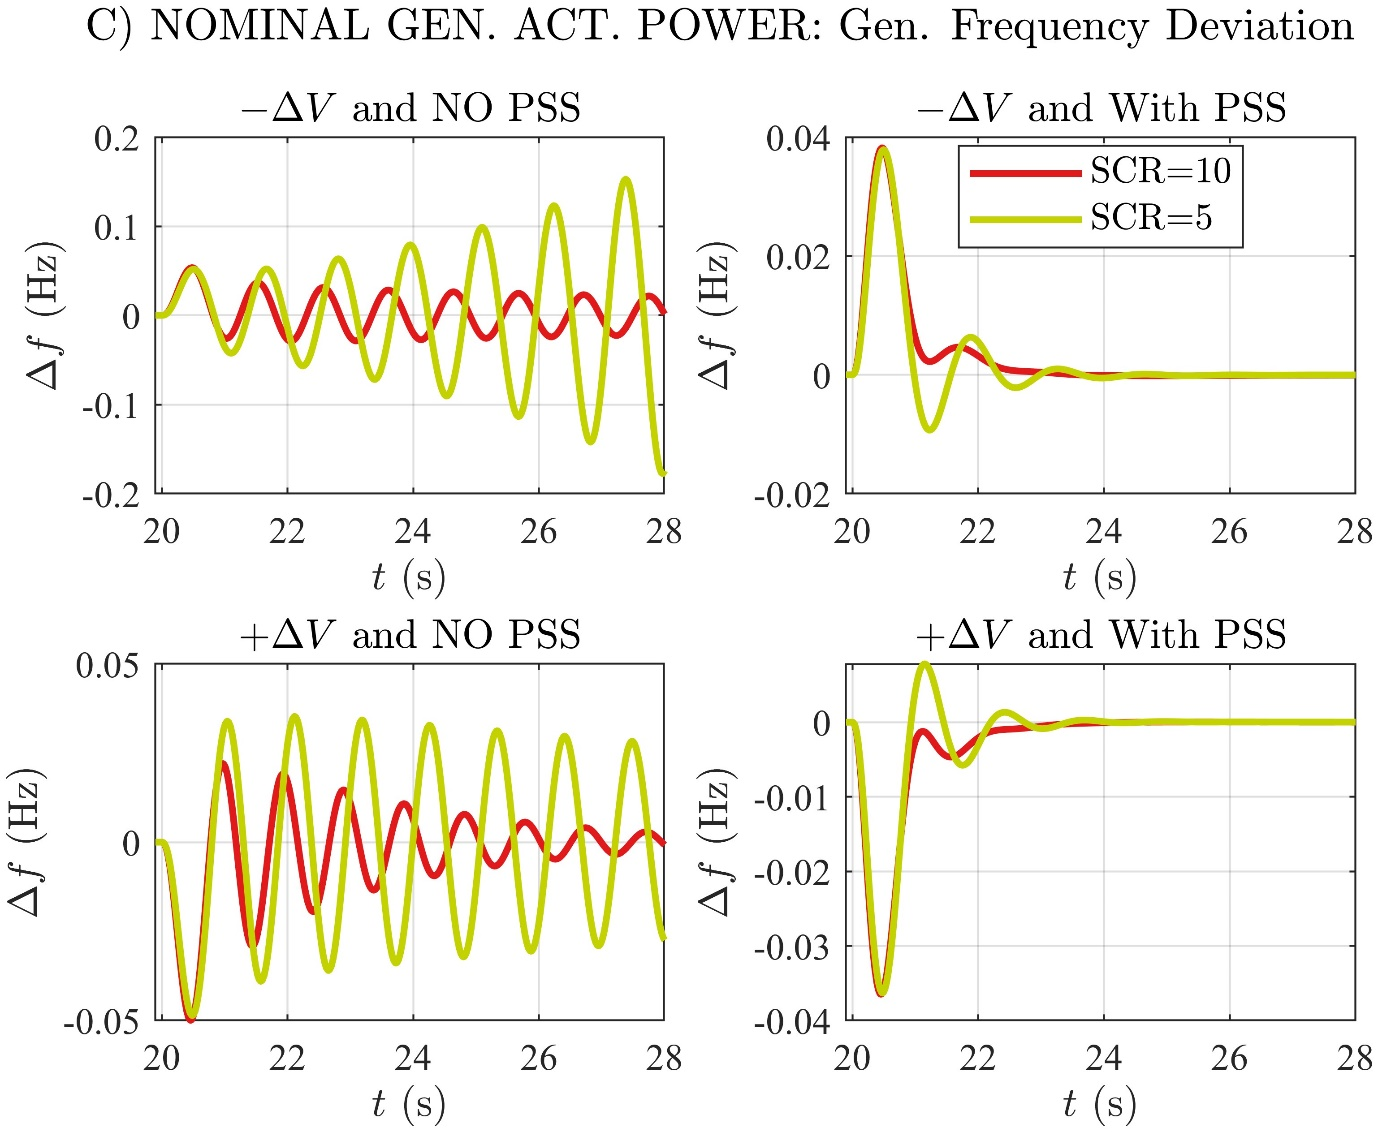 C) NOMINAL GEN. ACT. POWER: Gen. Frequency Deviation
−ΔV and NO PSS
0.2
0.1
0
-0.1
-0.2
Δf (Hz)
20 22 24 26 28
t (s)
−ΔV and With PSS
SCR=10
SCR=5
0.04
0.02
0
-0.02
Δf (Hz)
20 22 24 26 28
t (s)
+ΔV and NO PSS
0.05
0
-0.05
Δf (Hz)
20 22 24 26 28
t (s)
+ΔV and With PSS
0
-0.01
-0.02
-0.03
-0.04
Δf (Hz)
20 22 24 26 28
t (s)